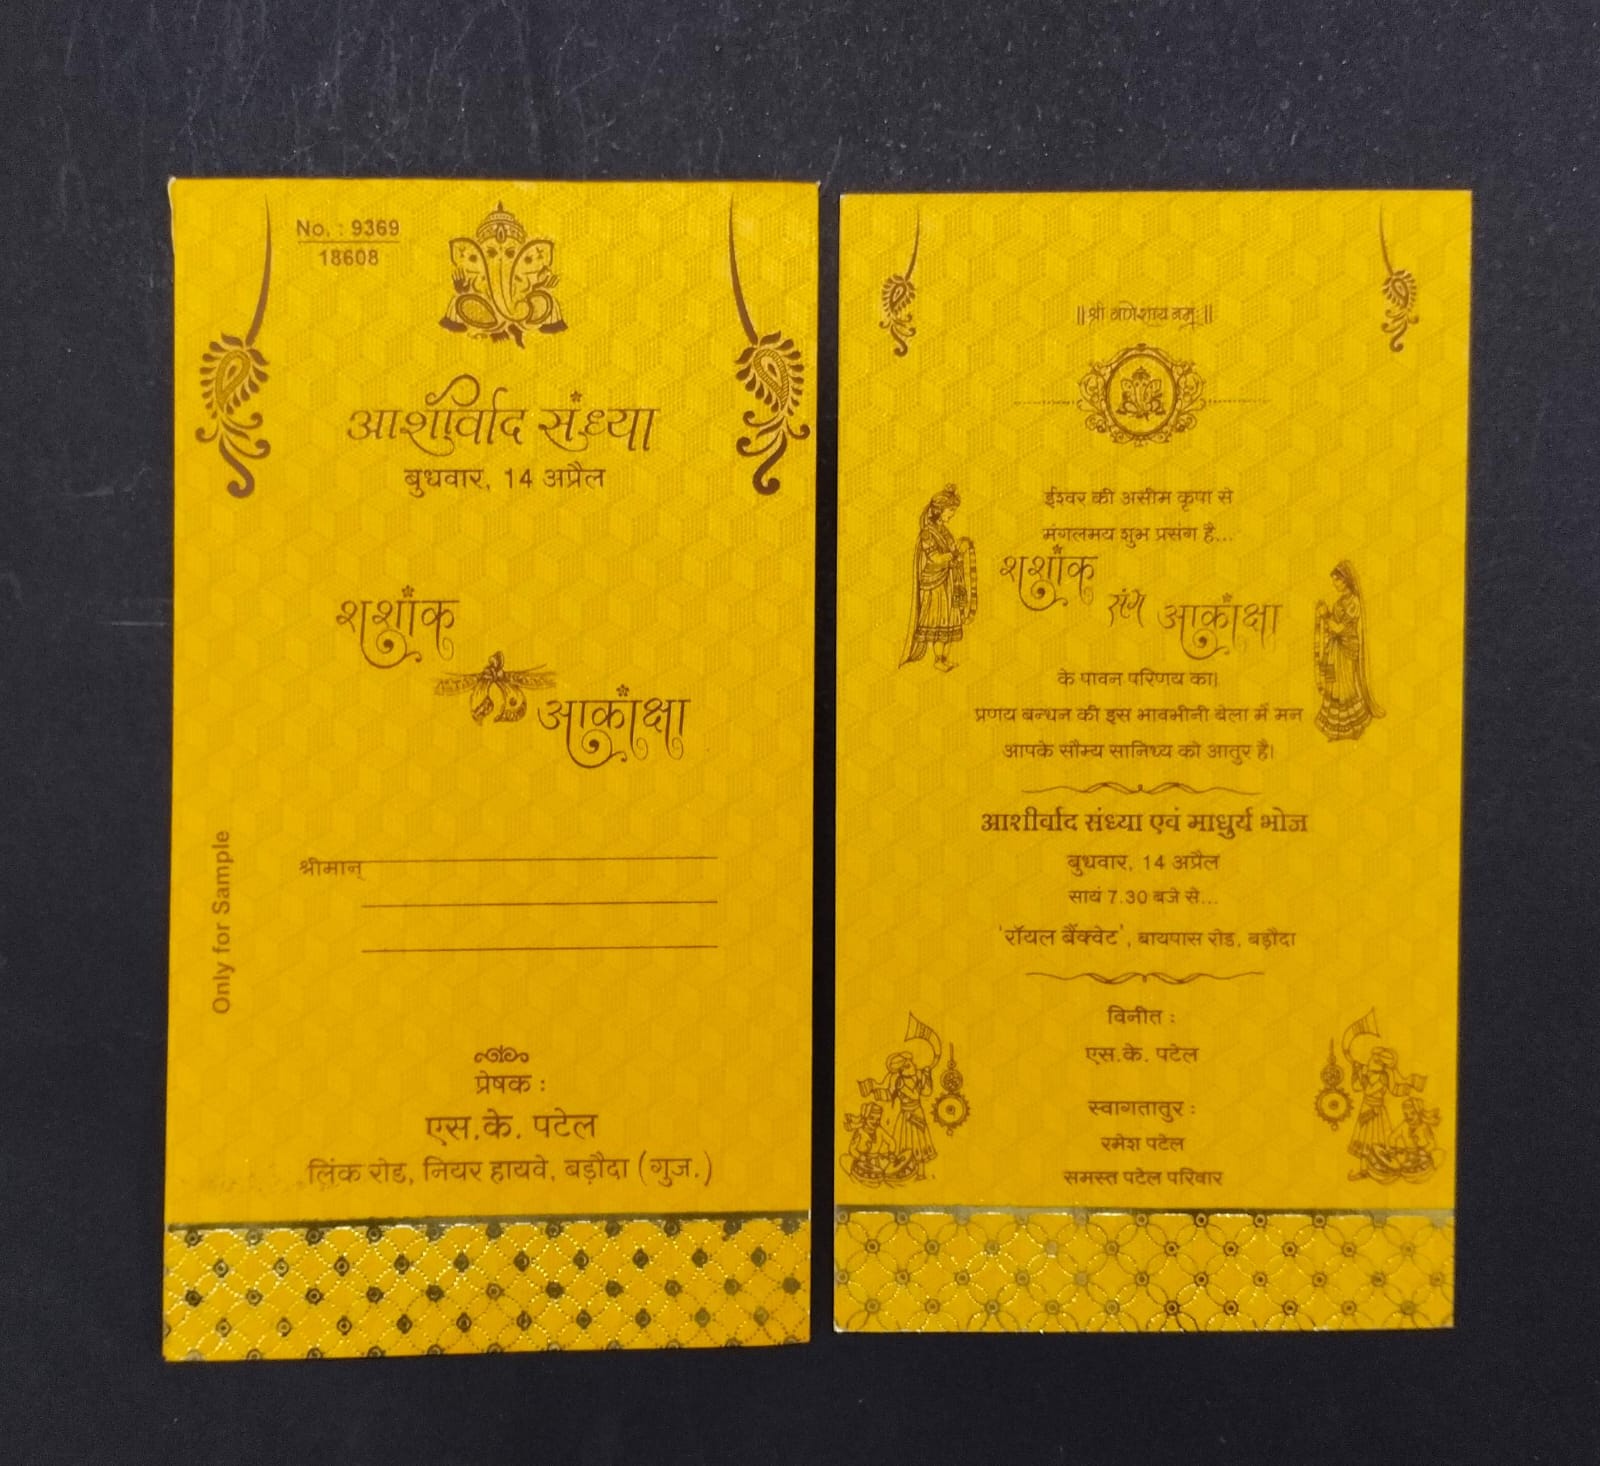 No. : 9369
18608
आशीर्वाद संध्या
बुधवार, 14 अप्रैल
शशांक
आकांक्षा
श्रीमान्
Only for Sample
प्रेषक :
एस.के. पटेल
लिंक रोड, नियर हायवे, बड़ौदा (गुज.)
|| श्री गणेशाय नमः ||
ईश्वर की असीम कृपा से
मंगलमय शुभ प्रसंग है...
शशांक
संग
आकांक्षा
के पावन परिणय का।
प्रणय बन्धन की इस भावभीनी बेला में मन
आपके सौम्य सानिध्य को आतुर है।
आशीर्वाद संध्या एवं माधुर्य भोज
बुधवार, 14 अप्रैल
सायं 7.30 बजे से...
'रॉयल बैंक्वेट', बायपास रोड, बड़ौदा
विनीत :
एस.के. पटेल
स्वागतातुर :
रमेश पटेल
समस्त पटेल परिवार